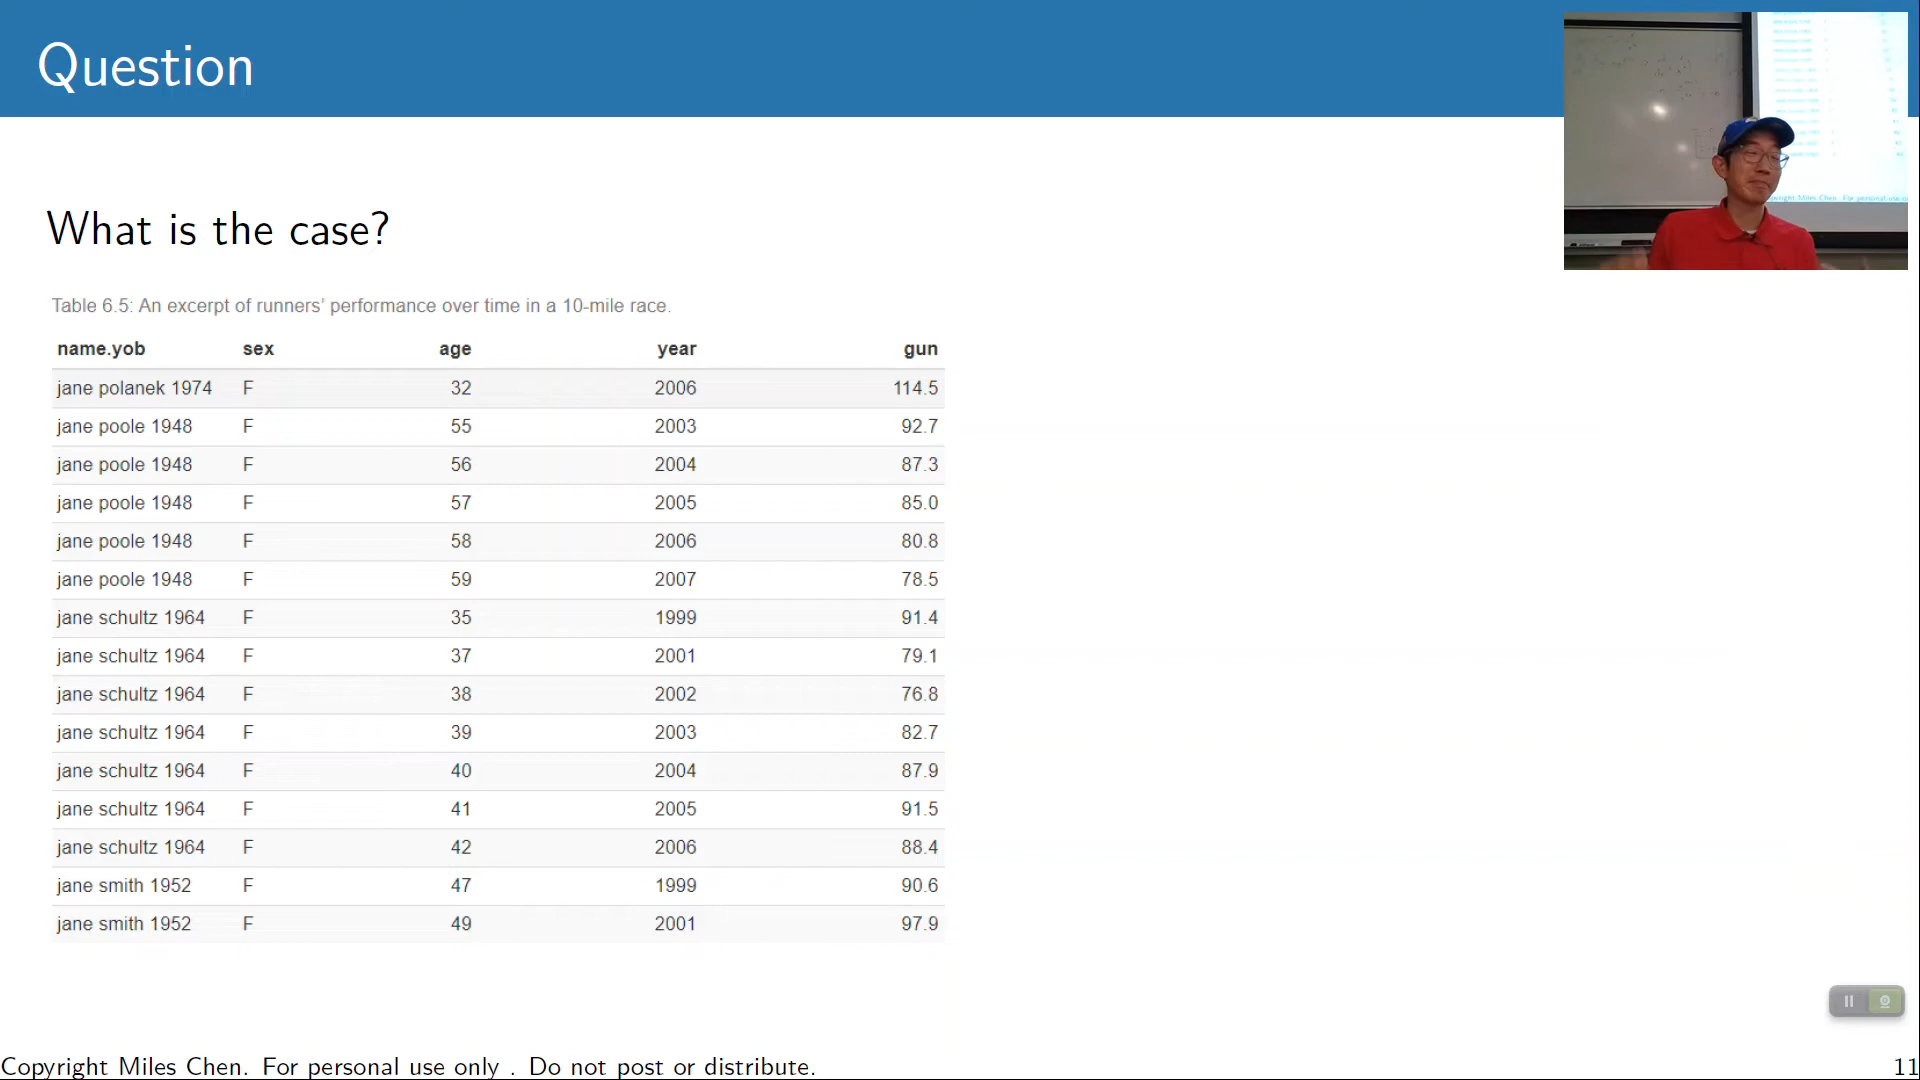 Question
What is the case?
Table 6.5: An excerpt of runners' performance over time in a 10-mile race.
name.yob sex age year gun
jane polanek 1974 F 32 2006 114.5
jane poole 1948 F 55 2003 92.7
jane poole 1948 F 56 2004 87.3
jane poole 1948 F 57 2005 85.0
jane poole 1948 F 58 2006 80.8
jane poole 1948 F 59 2007 78.5
jane schultz 1964 F 35 1999 91.4
jane schultz 1964 F 37 2001 79.1
jane schultz 1964 F 38 2002 76.8
jane schultz 1964 F 39 2003 82.7
jane schultz 1964 F 40 2004 87.9
jane schultz 1964 F 41 2005 91.5
jane schultz 1964 F 42 2006 88.4
jane smith 1952 F 47 1999 90.6
jane smith 1952 F 49 2001 97.9
Copyright Miles Chen. For personal use only . Do not post or distribute.
11